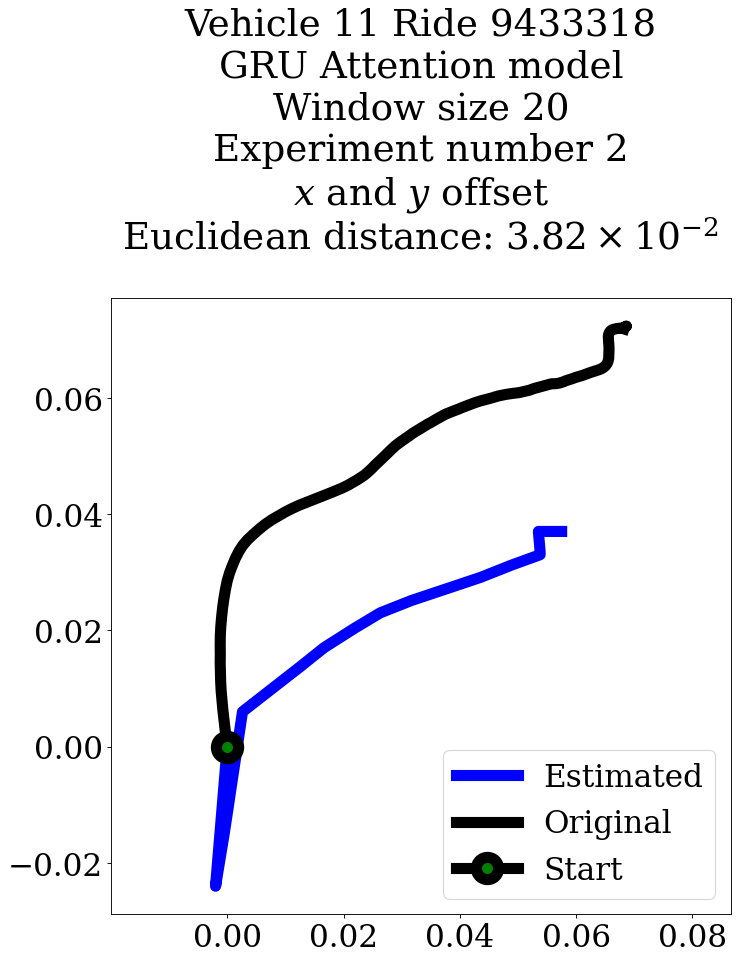 Vehicle 11 Ride 9433318
GRU Attention model
Window size 20
Experiment number 2
x and y offset
Euclidean distance: 3.82 × 10⁻²
0.06
0.04
0.02
0.00
−0.02
Estimated
Original
Start
0.00 0.02 0.04 0.06 0.08